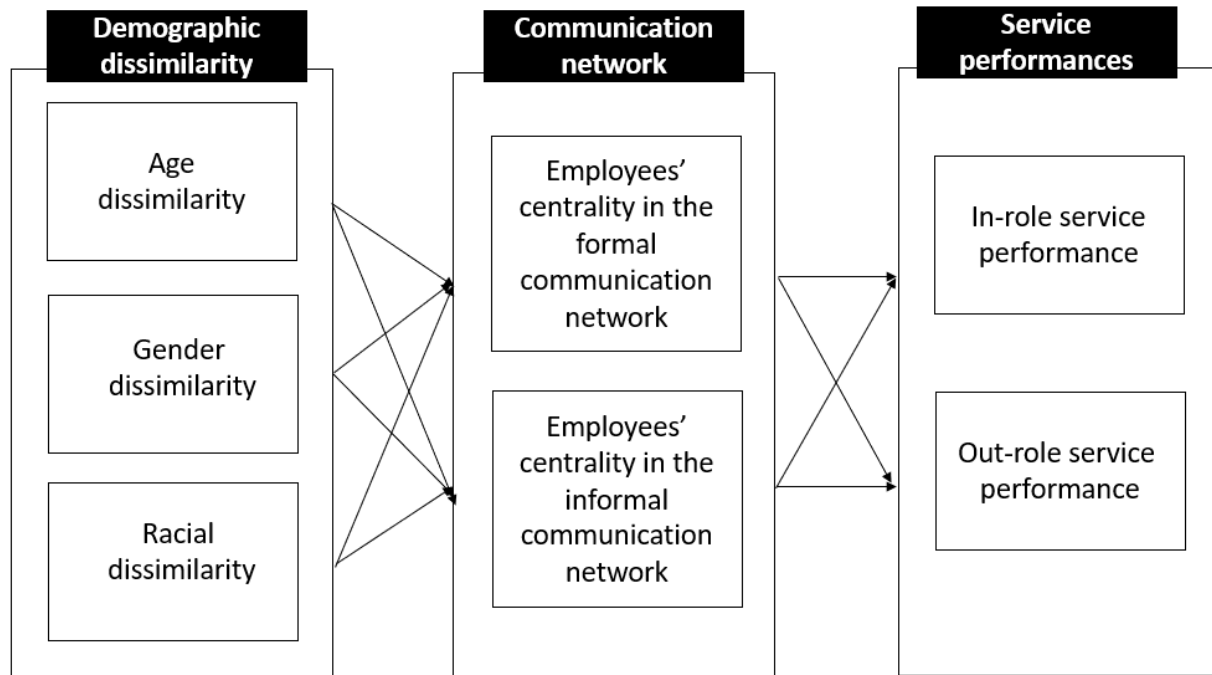 Demographic
dissimilarity
Age
dissimilarity
Gender
dissimilarity
Racial
dissimilarity
Communication
network
Employees’
centrality in the
formal
communication
network
Employees’
centrality in the
informal
communication
network
Service
performances
In-role service
performance
Out-role service
performance